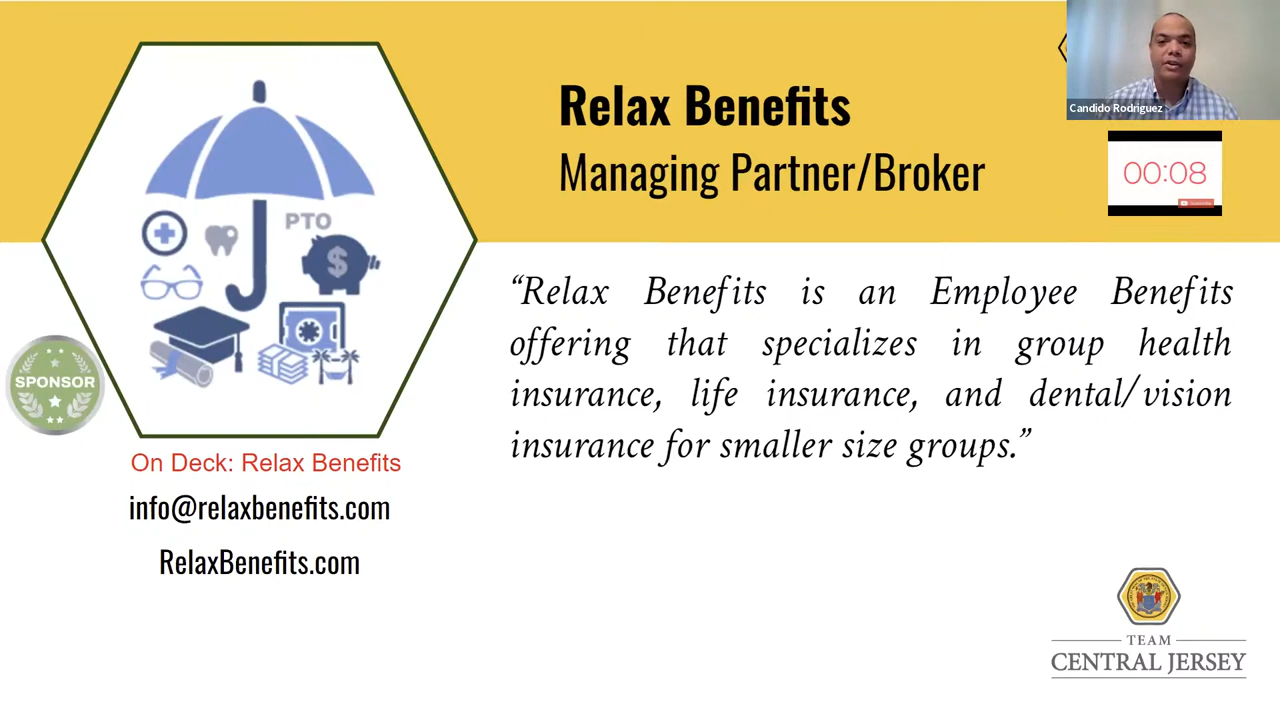 Relax Benefits
Managing Partner/Broker
Candido Rodriguez
00:08
PTO
$
SPONSOR
“Relax Benefits is an Employee Benefits
offering that specializes in group health
insurance, life insurance, and dental/vision
insurance for smaller size groups.”
On Deck: Relax Benefits
info@relaxbenefits.com
RelaxBenefits.com
TEAM
CENTRAL JERSEY